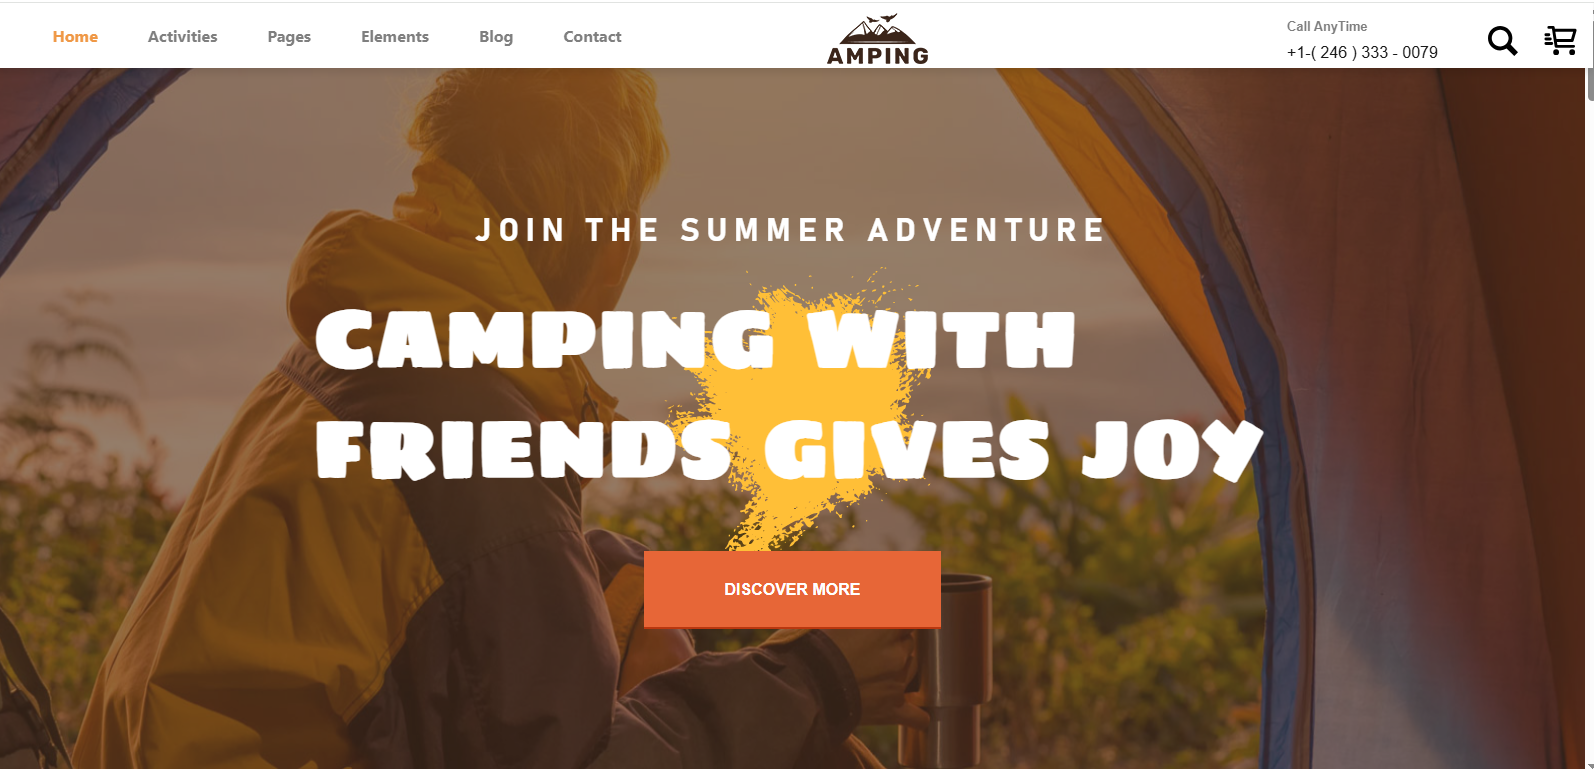 Home Activities Pages Elements Blog Contact
AMPING
Call AnyTime
+1-( 246 ) 333 - 0079
JOIN THE SUMMER ADVENTURE
CAMPING WITH
FRIENDS GIVES JOY
DISCOVER MORE